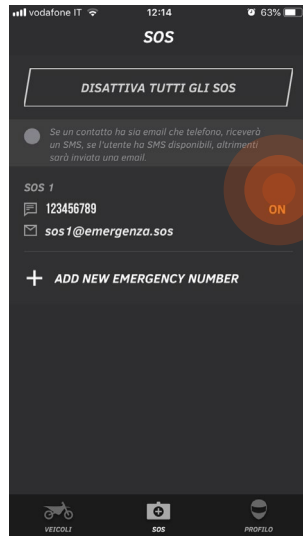 vodafone IT 12:14 63%
SOS
DISATTIVA TUTTI GLI SOS
Se un contatto ha sia email che telefono, riceverà
un SMS, se l'utente ha SMS disponibili, altrimenti
sarà inviata una email.
SOS 1
123456789
ON
sos1@emergenza.sos
+ ADD NEW EMERGENCY NUMBER
VEICOLI SOS PROFILO